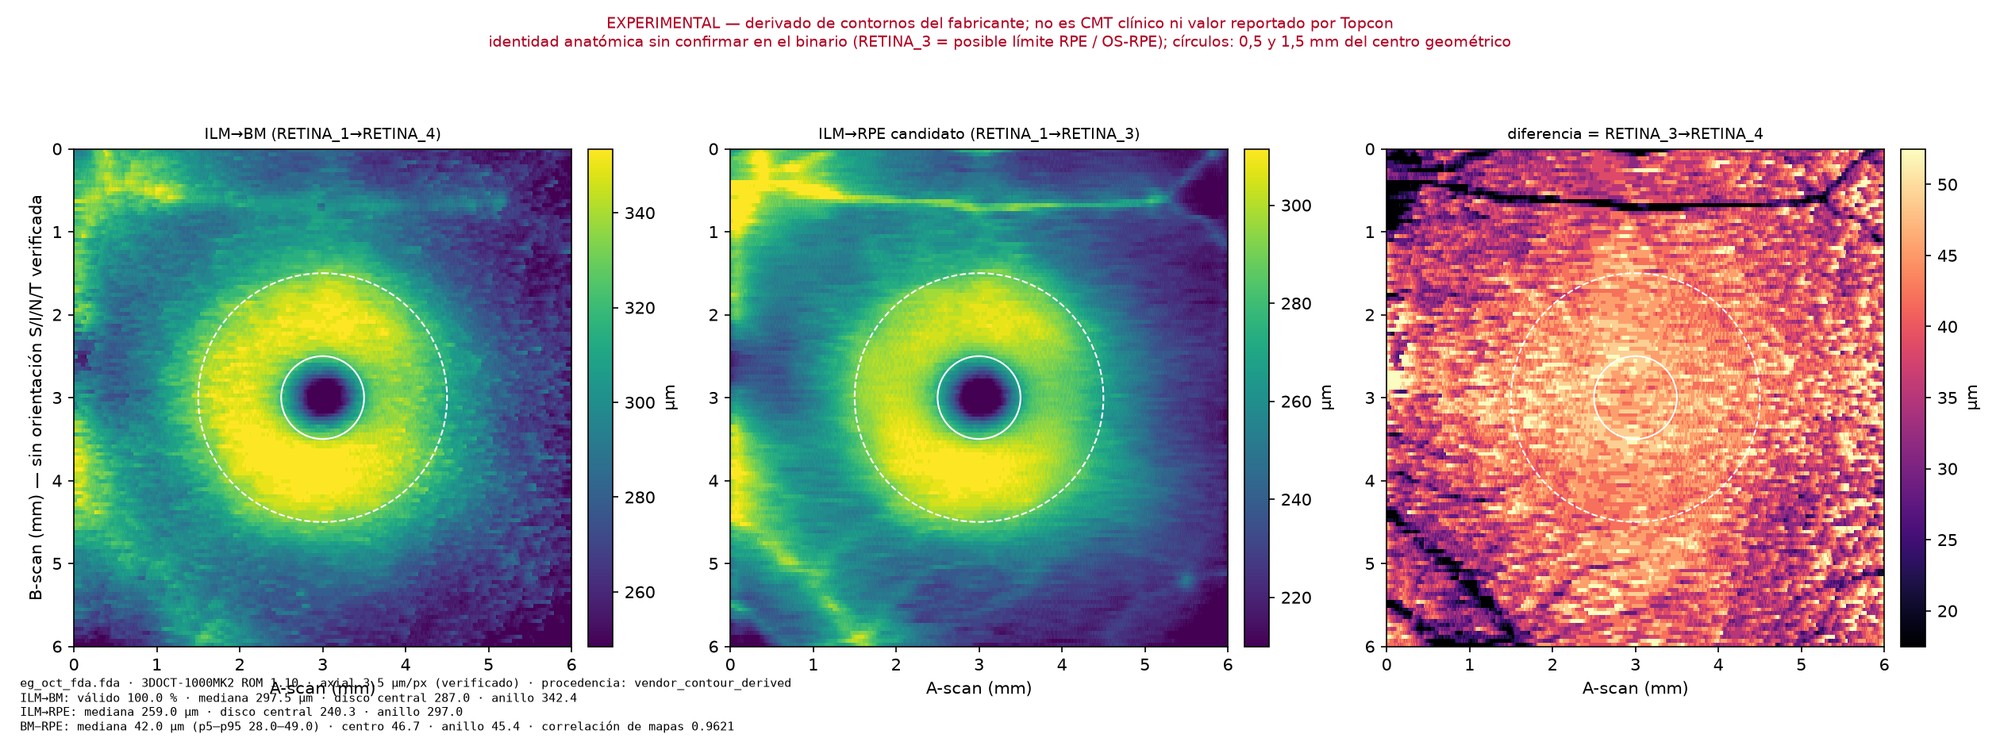 EXPERIMENTAL — derivado de contornos del fabricante; no es CMT clínico ni valor reportado por Topcon
identidad anatómica sin confirmar en el binario (RETINA_3 = posible límite RPE / OS-RPE); círculos: 0,5 y 1,5 mm del centro geométrico
ILM→BM (RETINA_1→RETINA_4)
B-scan (mm) — sin orientación S/I/N/T verificada
0
1
2
3
4
5
6
0 1 2 3 4 5 6
A-scan (mm)
340
320
300
280
260
µm
ILM→RPE candidato (RETINA_1→RETINA_3)
0
1
2
3
4
5
6
0 1 2 3 4 5 6
A-scan (mm)
300
280
260
240
220
µm
diferencia = RETINA_3→RETINA_4
0
1
2
3
4
5
6
0 1 2 3 4 5 6
A-scan (mm)
50
45
40
35
30
25
20
µm
eg_oct_fda.fda · 3DOCT-1000MK2 ROM 1.10 · axial 3.5 µm/px (verificado) · procedencia: vendor_contour_derived
ILM→BM: válido 100.0 % · mediana 297.5 µm · disco central 287.0 · anillo 342.4
ILM→RPE: mediana 259.0 µm · disco central 240.3 · anillo 297.0
BM−RPE: mediana 42.0 µm (p5–p95 28.0–49.0) · centro 46.7 · anillo 45.4 · correlación de mapas 0.9621